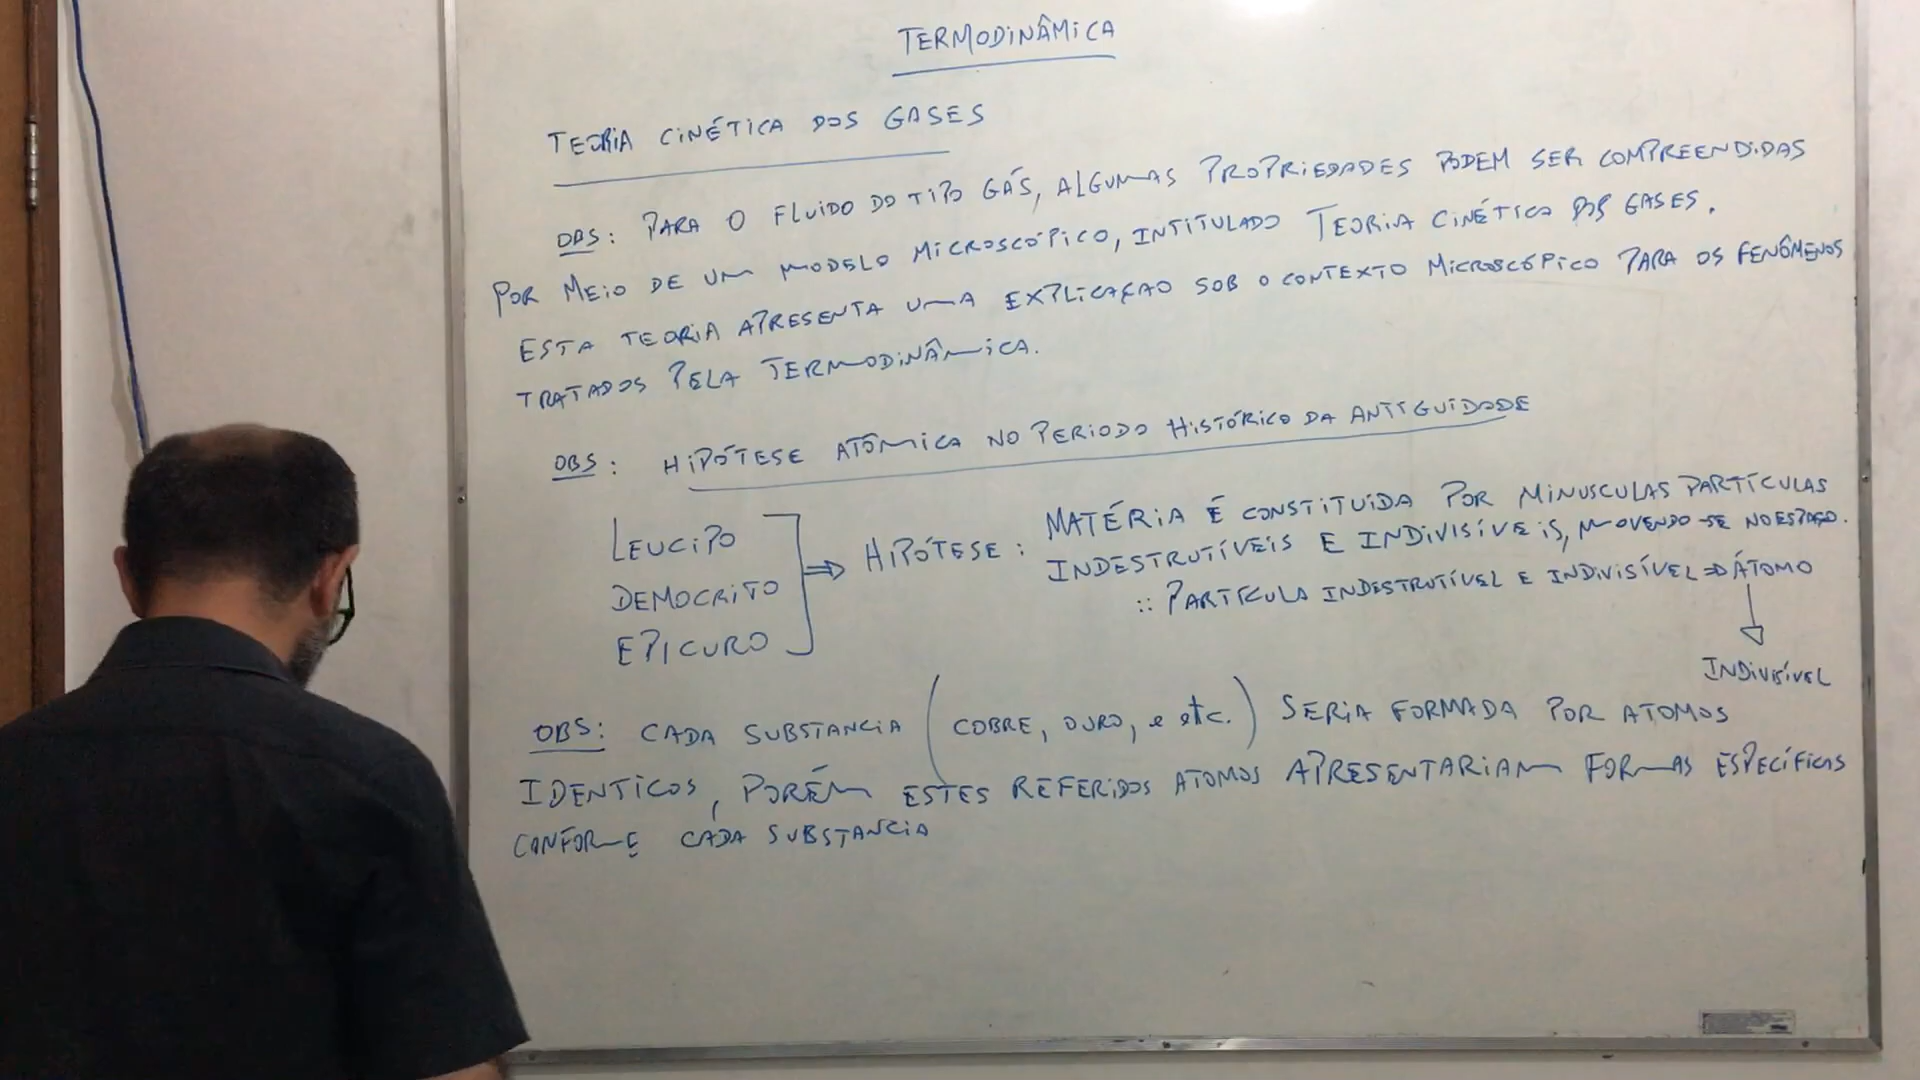 TERMODINÂMICA
TEORIA CINÉTICA DOS GASES
OBS: PARA O FLUIDO DO TIPO GÁS, ALGUMAS PROPRIEDADES PODEM SER COMPREENDIDAS
POR MEIO DE UM MODELO MICROSCÓPICO, INTITULADO TEORIA CINÉTICA DOS GASES.
ESTA TEORIA APRESENTA UMA EXPLICAÇAO SOB O CONTEXTO MICROSCÓPICO PARA OS FENÔMENOS
TRATADOS PELA TERMODINÂMICA.
OBS: HIPÓTESE ATÔMICA NO PERIODO HISTÓRICO DA ANTIGUIDADE
LEUCIPO
DEMOCRITO
EPICURO
⇒ HIPÓTESE: MATÉRIA É CONSTITUIDA POR MINUSCULAS PARTÍCULAS
INDESTRUTÍVEIS E INDIVISÍVEIS, MOVENDO-SE NO ESPAÇO.
:: PARTÍCULA INDESTRUTÍVEL E INDIVISÍVEL ⇒ ÁTOMO
INDIVISÍVEL
OBS: CADA SUBSTANCIA (COBRE, OURO, e etc.) SERIA FORMADA POR ATOMOS
IDENTICOS, PORÉM ESTES REFERIDOS ATOMOS APRESENTARIAM FORMAS ESPECÍFICAS
CONFORME CADA SUBSTANCIA